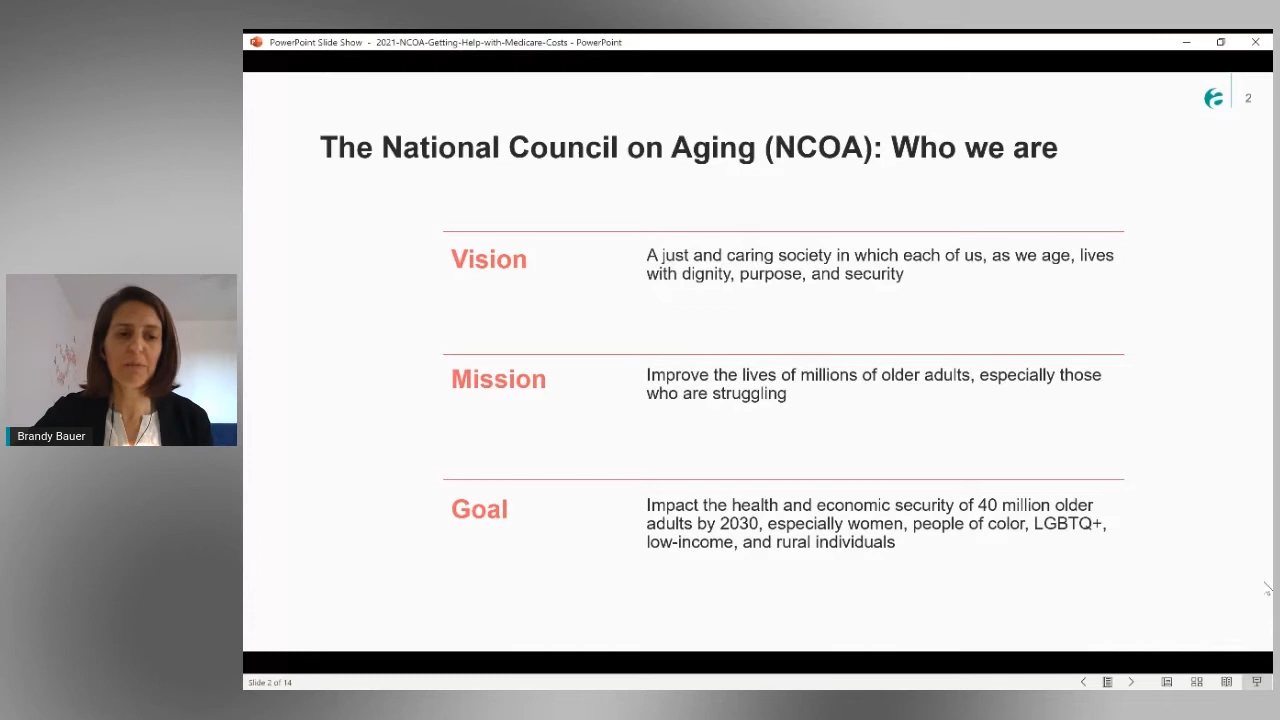 PowerPoint Slide Show - 2021-NCOA-Getting-Help-with-Medicare-Costs - PowerPoint
2
The National Council on Aging (NCOA): Who we are
Vision
A just and caring society in which each of us, as we age, lives
with dignity, purpose, and security
Mission
Improve the lives of millions of older adults, especially those
who are struggling
Goal
Impact the health and economic security of 40 million older
adults by 2030, especially women, people of color, LGBTQ+,
low-income, and rural individuals
Brandy Bauer
Slide 2 of 14